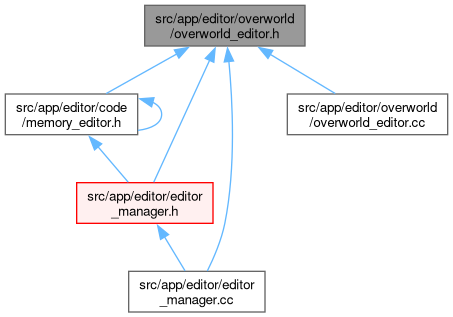 src/app/editor/overworld
/overworld_editor.h
src/app/editor/code
/memory_editor.h
src/app/editor/overworld
/overworld_editor.cc
src/app/editor/editor
_manager.h
src/app/editor/editor
_manager.cc